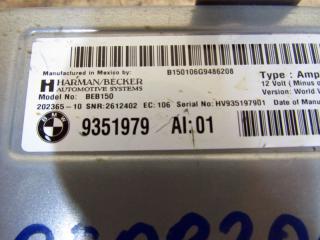 Manufactured in Mexico by: B150106G9486208
HARMAN/BECKER Type : Amp
AUTOMOTIVE SYSTEMS 12 Volt ( Minus
Model No: BEB150 Version: World
202365-10 SNR:2612402 EC: 106 Serial No: HV935197901 Date of Manu
BMW 9351979 AI:01